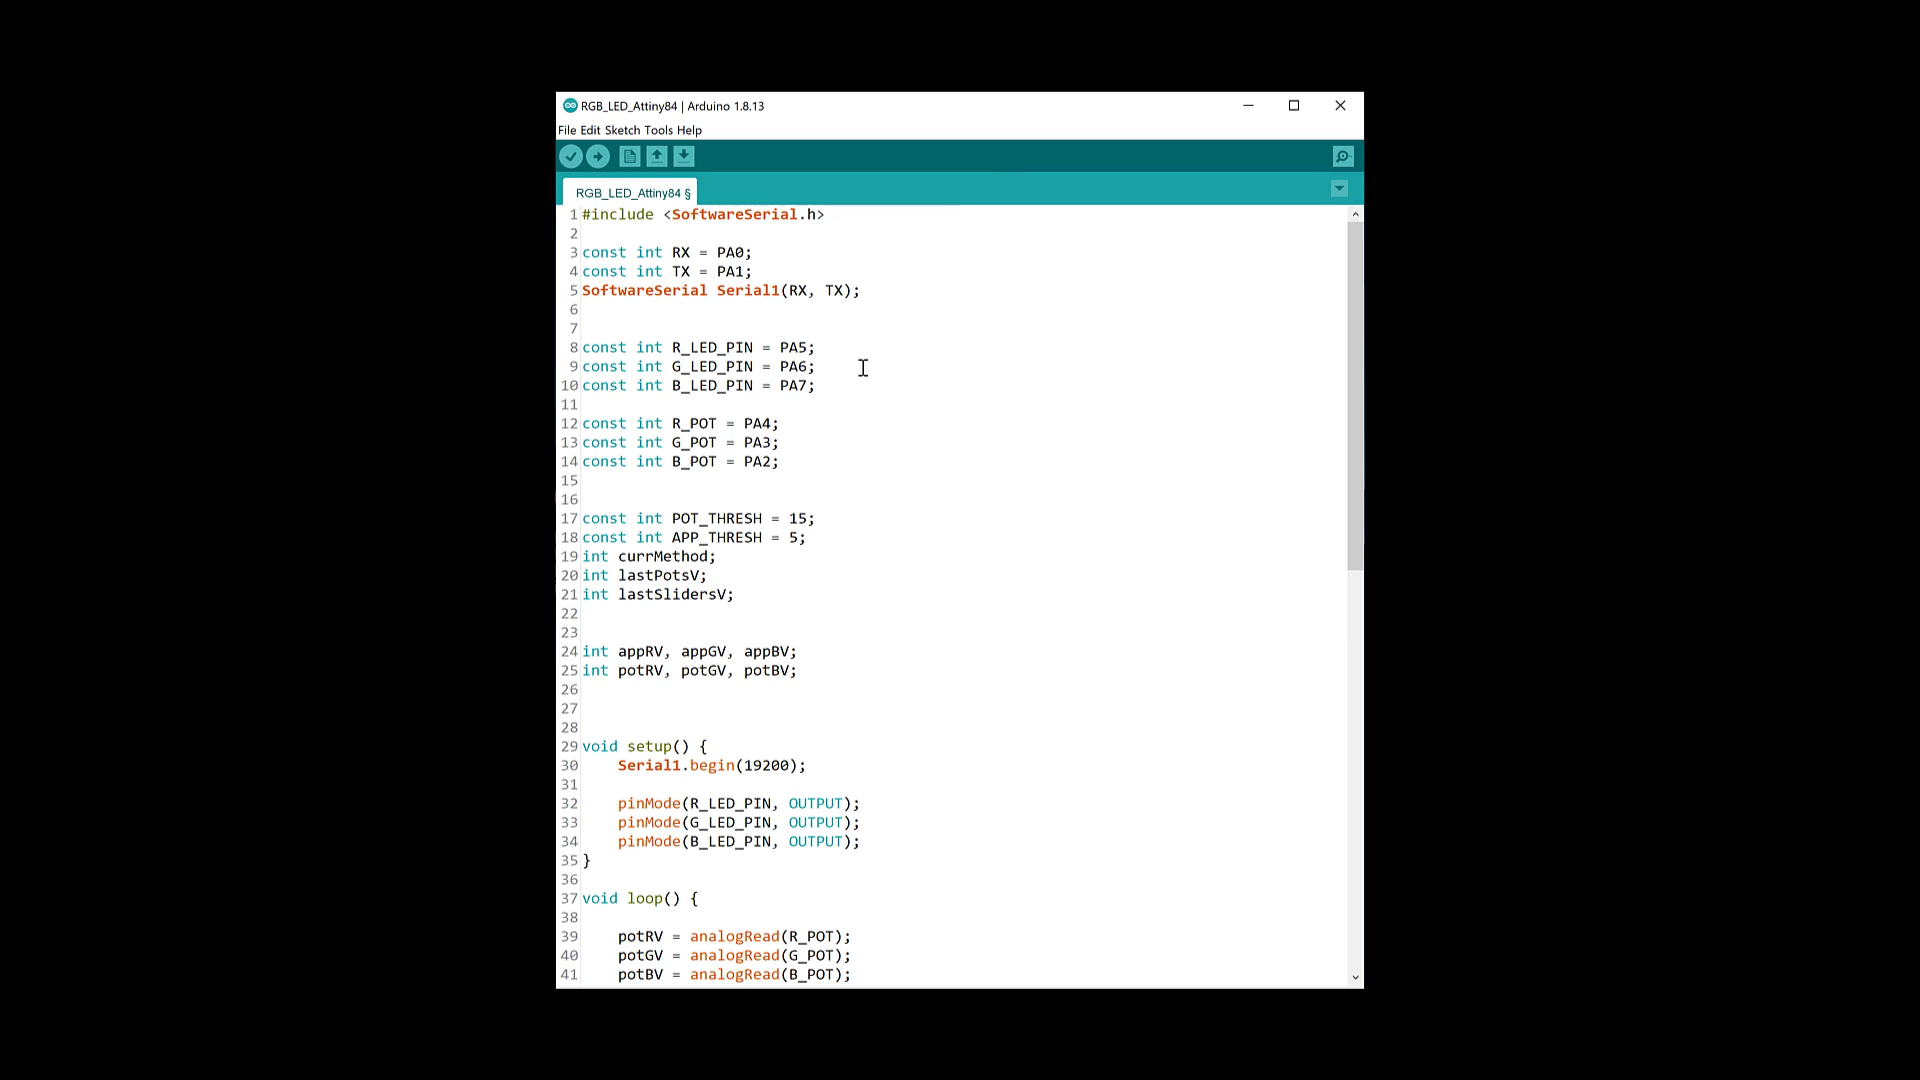 RGB_LED_Attiny84 | Arduino 1.8.13
File Edit Sketch Tools Help
RGB_LED_Attiny84 §
1 #include <SoftwareSerial.h>
2
3 const int RX = PA0;
4 const int TX = PA1;
5 SoftwareSerial Serial1(RX, TX);
6
7
8 const int R_LED_PIN = PA5;
9 const int G_LED_PIN = PA6;
10 const int B_LED_PIN = PA7;
11
12 const int R_POT = PA4;
13 const int G_POT = PA3;
14 const int B_POT = PA2;
15
16
17 const int POT_THRESH = 15;
18 const int APP_THRESH = 5;
19 int currMethod;
20 int lastPotsV;
21 int lastSlidersV;
22
23
24 int appRV, appGV, appBV;
25 int potRV, potGV, potBV;
26
27
28
29 void setup() {
30     Serial1.begin(19200);
31
32     pinMode(R_LED_PIN, OUTPUT);
33     pinMode(G_LED_PIN, OUTPUT);
34     pinMode(B_LED_PIN, OUTPUT);
35 }
36
37 void loop() {
38
39     potRV = analogRead(R_POT);
40     potGV = analogRead(G_POT);
41     potBV = analogRead(B_POT);